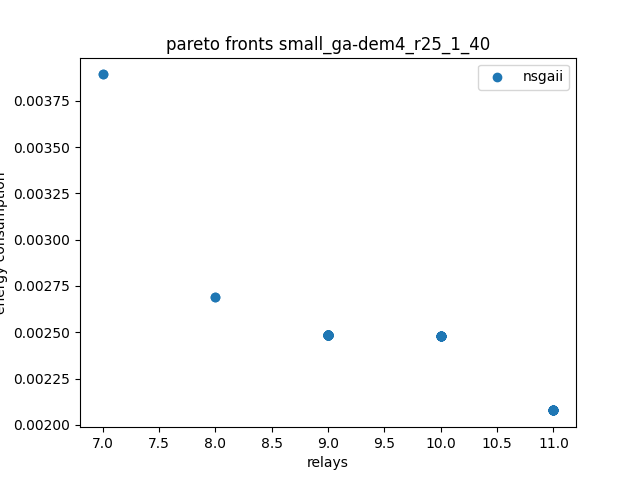 pareto fronts small_ga-dem4_r25_1_40
nsgaii
energy consumption
0.00375
0.00350
0.00325
0.00300
0.00275
0.00250
0.00225
0.00200
7.0 7.5 8.0 8.5 9.0 9.5 10.0 10.5 11.0
relays